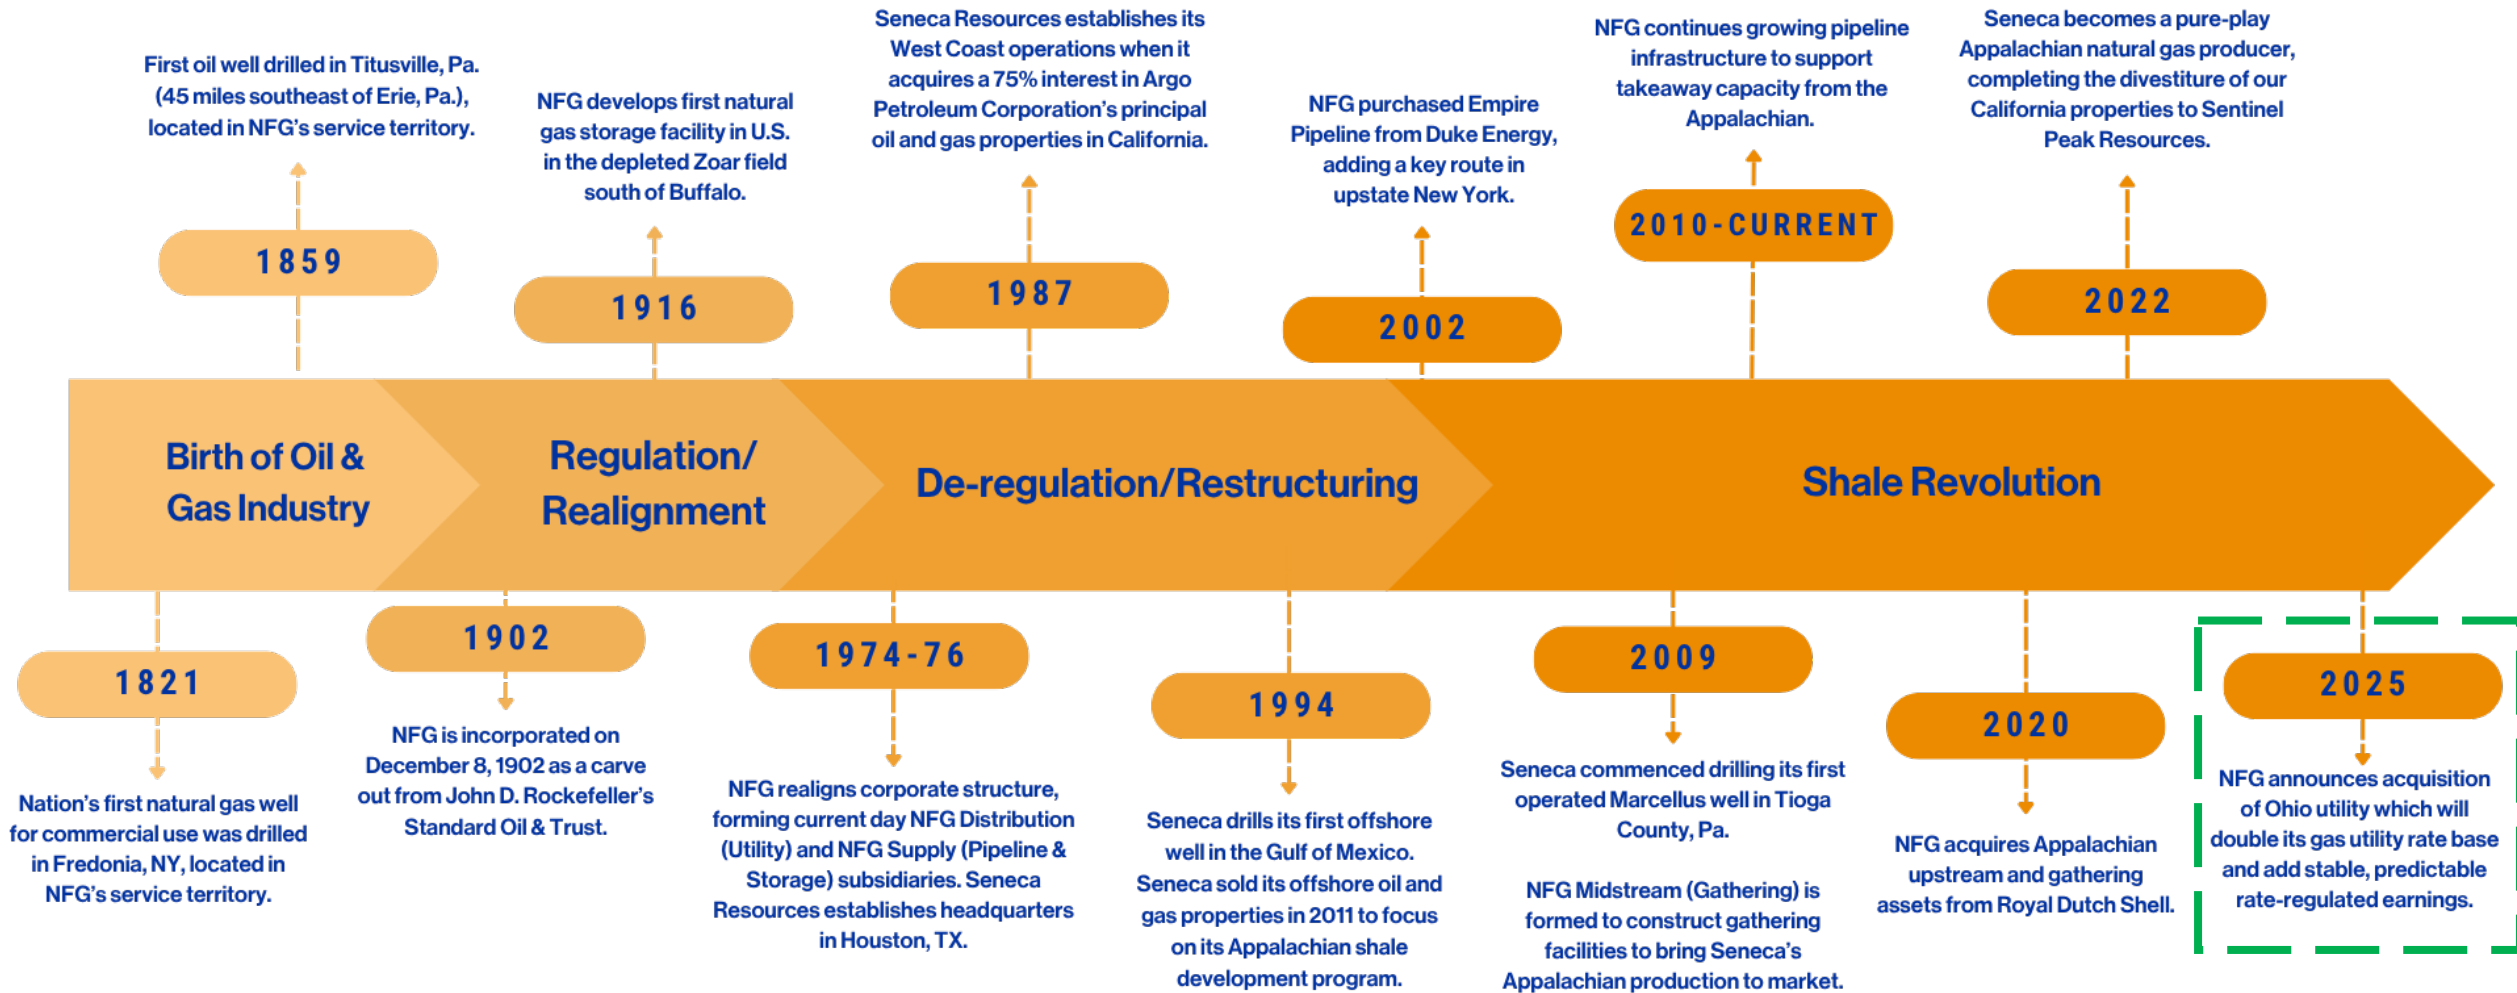 First oil well drilled in Titusville, Pa.
(45 miles southeast of Erie, Pa.),
located in NFG's service territory.
1859
NFG develops first natural
gas storage facility in U.S.
in the depleted Zoar field
south of Buffalo.
1916
Seneca Resources establishes its
West Coast operations when it
acquires a 75% interest in Argo
Petroleum Corporation's principal
oil and gas properties in California.
1987
NFG purchased Empire
Pipeline from Duke Energy,
adding a key route in
upstate New York.
2002
NFG continues growing pipeline
infrastructure to support
takeaway capacity from the
Appalachian.
2010-CURRENT
Seneca becomes a pure-play
Appalachian natural gas producer,
completing the divestiture of our
California properties to Sentinel
Peak Resources.
2022
Birth of Oil &
Gas Industry
Regulation/
Realignment
De-regulation/Restructuring
Shale Revolution
1821
Nation's first natural gas well
for commercial use was drilled
in Fredonia, NY, located in
NFG's service territory.
1902
NFG is incorporated on
December 8, 1902 as a carve
out from John D. Rockefeller's
Standard Oil & Trust.
1974-76
NFG realigns corporate structure,
forming current day NFG Distribution
(Utility) and NFG Supply (Pipeline &
Storage) subsidiaries. Seneca
Resources establishes headquarters
in Houston, TX.
1994
Seneca drills its first offshore
well in the Gulf of Mexico.
Seneca sold its offshore oil and
gas properties in 2011 to focus
on its Appalachian shale
development program.
2009
Seneca commenced drilling its first
operated Marcellus well in Tioga
County, Pa.
NFG Midstream (Gathering) is
formed to construct gathering
facilities to bring Seneca's
Appalachian production to market.
2020
NFG acquires Appalachian
upstream and gathering
assets from Royal Dutch Shell.
2025
NFG announces acquisition
of Ohio utility which will
double its gas utility rate base
and add stable, predictable
rate-regulated earnings.